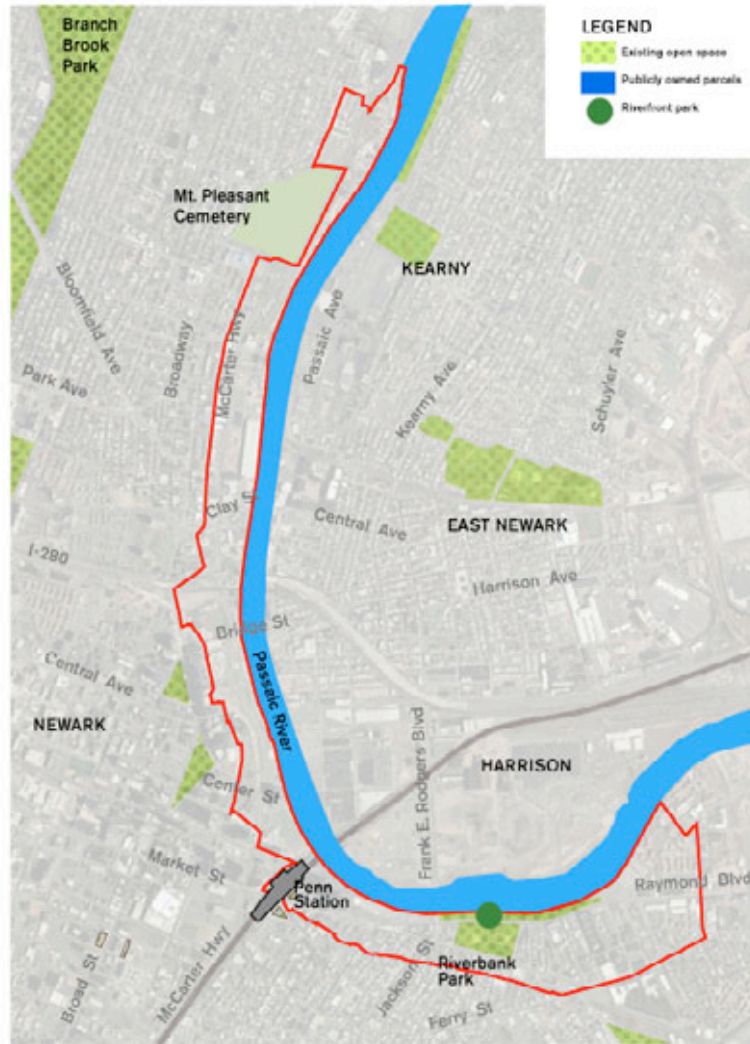 Branch
Brook
Park
LEGEND
Existing open space
Publicly owned parcels
Riverfront park
Mt. Pleasant
Cemetery
KEARNY
Bloomfield Ave
Broadway
McCarter Hwy
Passaic Ave
Park Ave
Kearny Ave
Schuyler Ave
Clay S
Central Ave
EAST NEWARK
I-280
Harrison Ave
Bridge St
Central Ave
Passaic River
NEWARK
Frank E. Rodgers Blvd
HARRISON
Center St
Market St
Penn
Station
Raymond Blvd
Broad St
McCarter Hwy
Jackson St
Riverbank
Park
Ferry St